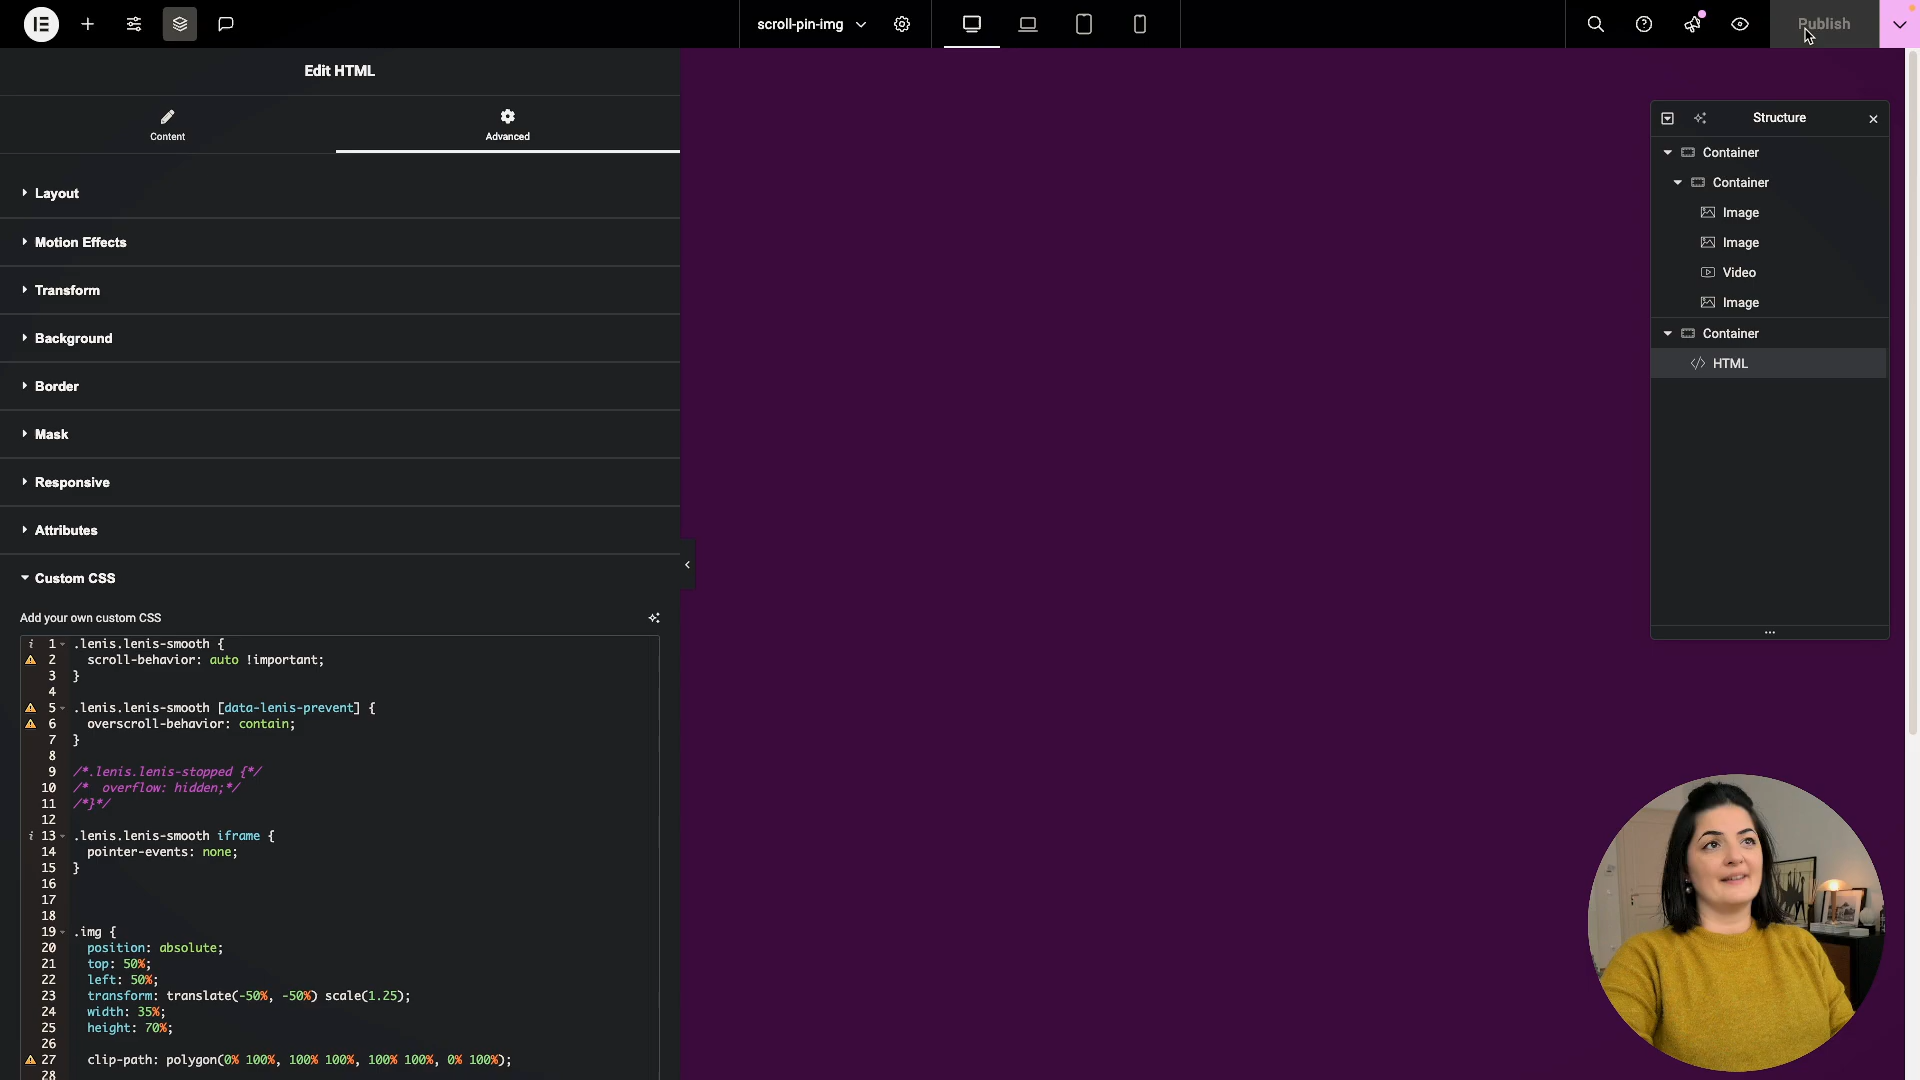 scroll-pin-img
Publish
Edit HTML
Content
Advanced
Layout
Motion Effects
Transform
Background
Border
Mask
Responsive
Attributes
Custom CSS
Add your own custom CSS
i 1 .lenis.lenis-smooth {
2 scroll-behavior: auto !important;
3 }
4
5 .lenis.lenis-smooth [data-lenis-prevent] {
6 overscroll-behavior: contain;
7 }
8
9 /*.lenis.lenis-stopped {*/
10 /*  overflow: hidden;*/
11 /*}*/
12
i 13 .lenis.lenis-smooth iframe {
14 pointer-events: none;
15 }
16
17
18
19 .img {
20 position: absolute;
21 top: 50%;
22 left: 50%;
23 transform: translate(-50%, -50%) scale(1.25);
24 width: 35%;
25 height: 70%;
26
27 clip-path: polygon(0% 100%, 100% 100%, 100% 100%, 0% 100%);
28
Structure
Container
Container
Image
Image
Video
Image
Container
HTML